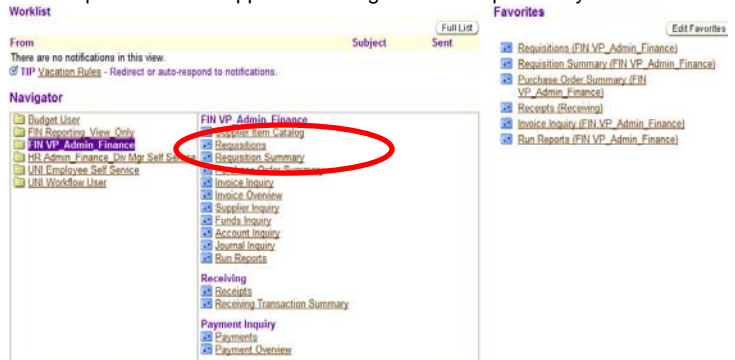 Worklist
Full List
From Subject Sent
There are no notifications in this view.
TIP Vacation Rules - Redirect or auto-respond to notifications.
Navigator
Budget User
FIN Reporting_View_Only
FIN VP_Admin_Finance
HR Admin_Finance_Div Mgr Self Service
UNI Employee Self Service
UNI Workflow User
FIN VP_Admin_Finance
Supplier Item Catalog
Requisitions
Requisition Summary
Purchase Order Summary
Invoice Inquiry
Invoice Overview
Supplier Inquiry
Funds Inquiry
Account Inquiry
Journal Inquiry
Run Reports
Receiving
Receipts
Receiving Transaction Summary
Payment Inquiry
Payments
Payment Overview
Favorites
Edit Favorites
Requisitions (FIN VP_Admin_Finance)
Requisition Summary (FIN VP_Admin_Finance)
Purchase Order Summary (FIN
VP_Admin_Finance)
Receipts (Receiving)
Invoice Inquiry (FIN VP_Admin_Finance)
Run Reports (FIN VP_Admin_Finance)